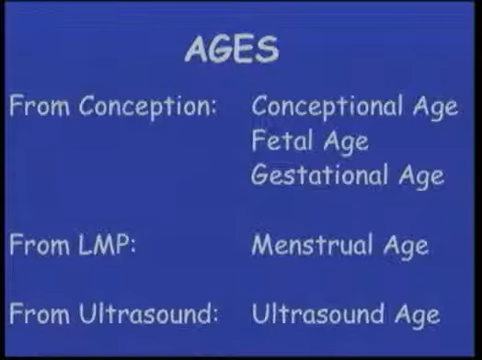 AGES
From Conception: Conceptional Age
Fetal Age
Gestational Age
From LMP: Menstrual Age
From Ultrasound: Ultrasound Age